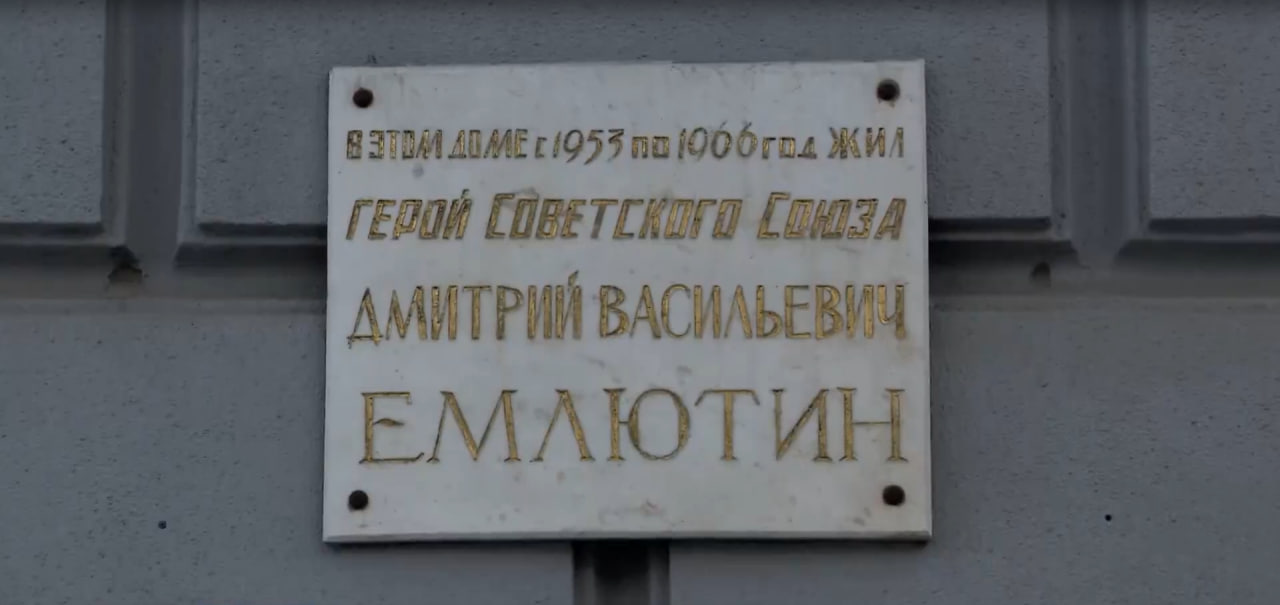 В ЭТОМ ДОМЕ с 1953 по 1966 год ЖИЛ
ГЕРОЙ СОВЕТСКОГО СОЮЗА
ДМИТРИЙ ВАСИЛЬЕВИЧ
ЕМЛЮТИН